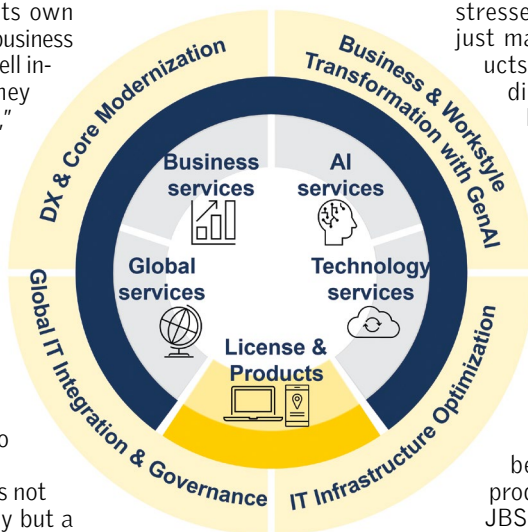 ts own
business
ell in-
hey
,"
stresse
just ma
ucts
di
DX & Core Modernization
Business & Workstyle
Transformation with GenAI
Business
services
AI
services
Global
services
Technology
services
License &
Products
Global IT Integration & Governance
IT Infrastructure Optimization
o
s not
y but a
be
prod
JBS